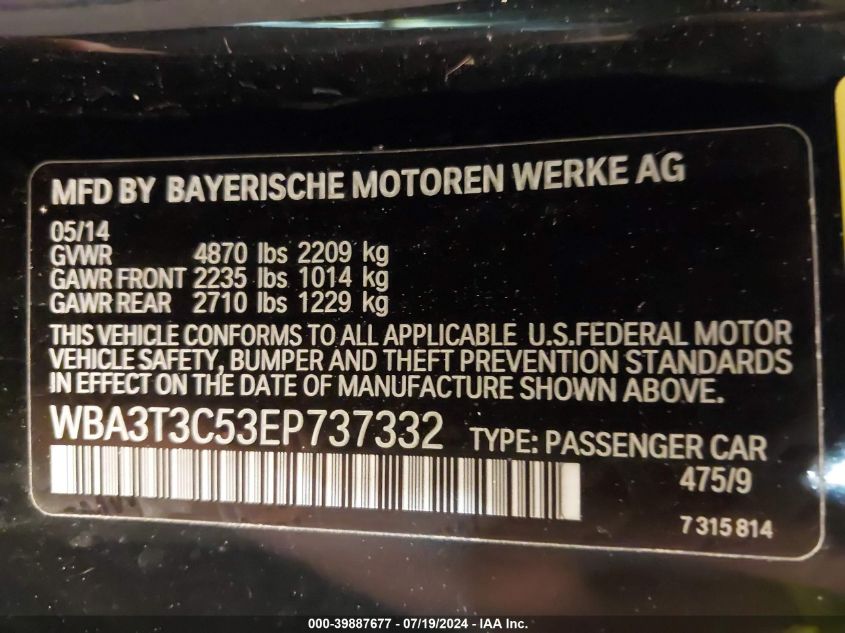 MFD BY BAYERISCHE MOTOREN WERKE AG
05/14
GVWR 4870 lbs 2209 kg
GAWR FRONT 2235 lbs 1014 kg
GAWR REAR 2710 lbs 1229 kg
THIS VEHICLE CONFORMS TO ALL APPLICABLE U.S.FEDERAL MOTOR
VEHICLE SAFETY, BUMPER AND THEFT PREVENTION STANDARDS
IN EFFECT ON THE DATE OF MANUFACTURE SHOWN ABOVE.
WBA3T3C53EP737332 TYPE: PASSENGER CAR
475/9
7 315 814
000-39887677 / 07/19/2024 - IAA Inc.